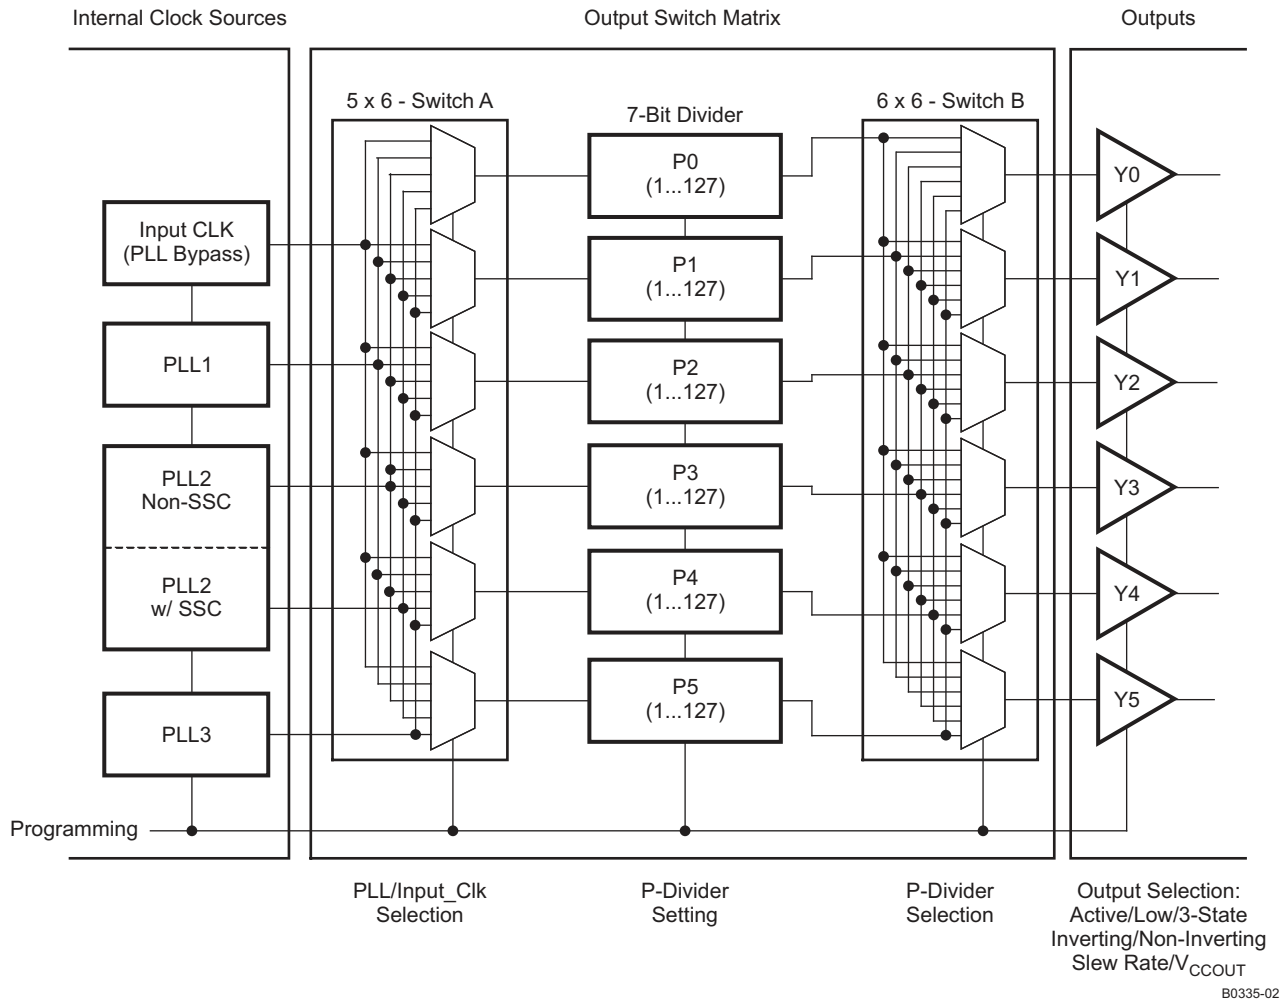 Internal Clock Sources
Output Switch Matrix
Outputs
5 x 6 - Switch A
7-Bit Divider
6 x 6 - Switch B
Input CLK
(PLL Bypass)
PLL1
PLL2
Non-SSC
PLL2
w/ SSC
PLL3
P0
(1...127)
P1
(1...127)
P2
(1...127)
P3
(1...127)
P4
(1...127)
P5
(1...127)
Y0
Y1
Y2
Y3
Y4
Y5
Programming
PLL/Input_Clk
Selection
P-Divider
Setting
P-Divider
Selection
Output Selection:
Active/Low/3-State
Inverting/Non-Inverting
Slew Rate/VCCOUT
B0335-02